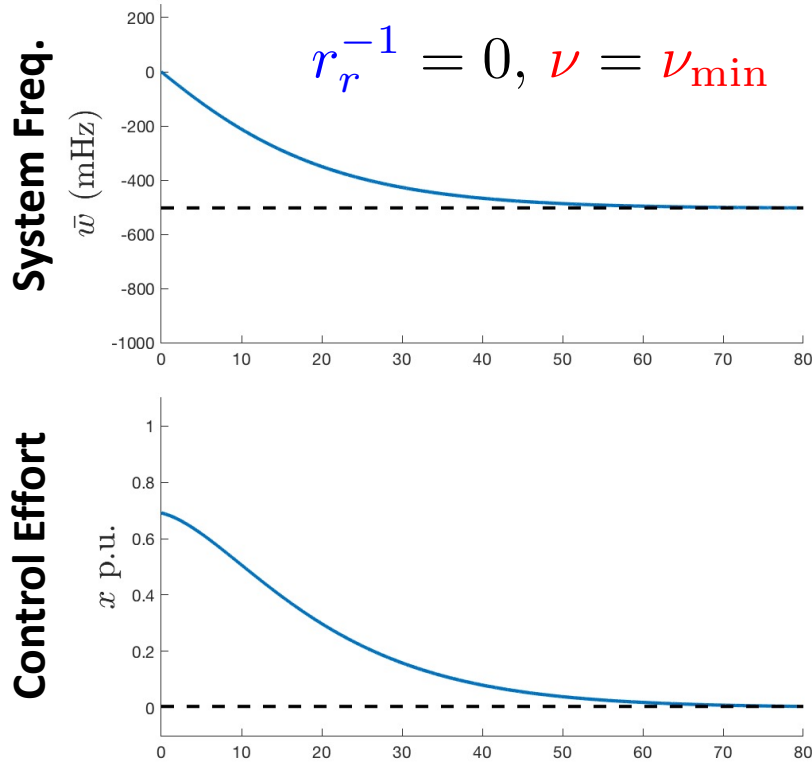 r_r^{-1} = 0, ν = ν_min
System Freq.
w̄ (mHz)
200
0
-200
-400
-600
-800
-1000
0 10 20 30 40 50 60 70 80
Control Effort
x p.u.
1
0.8
0.6
0.4
0.2
0
0 10 20 30 40 50 60 70 80